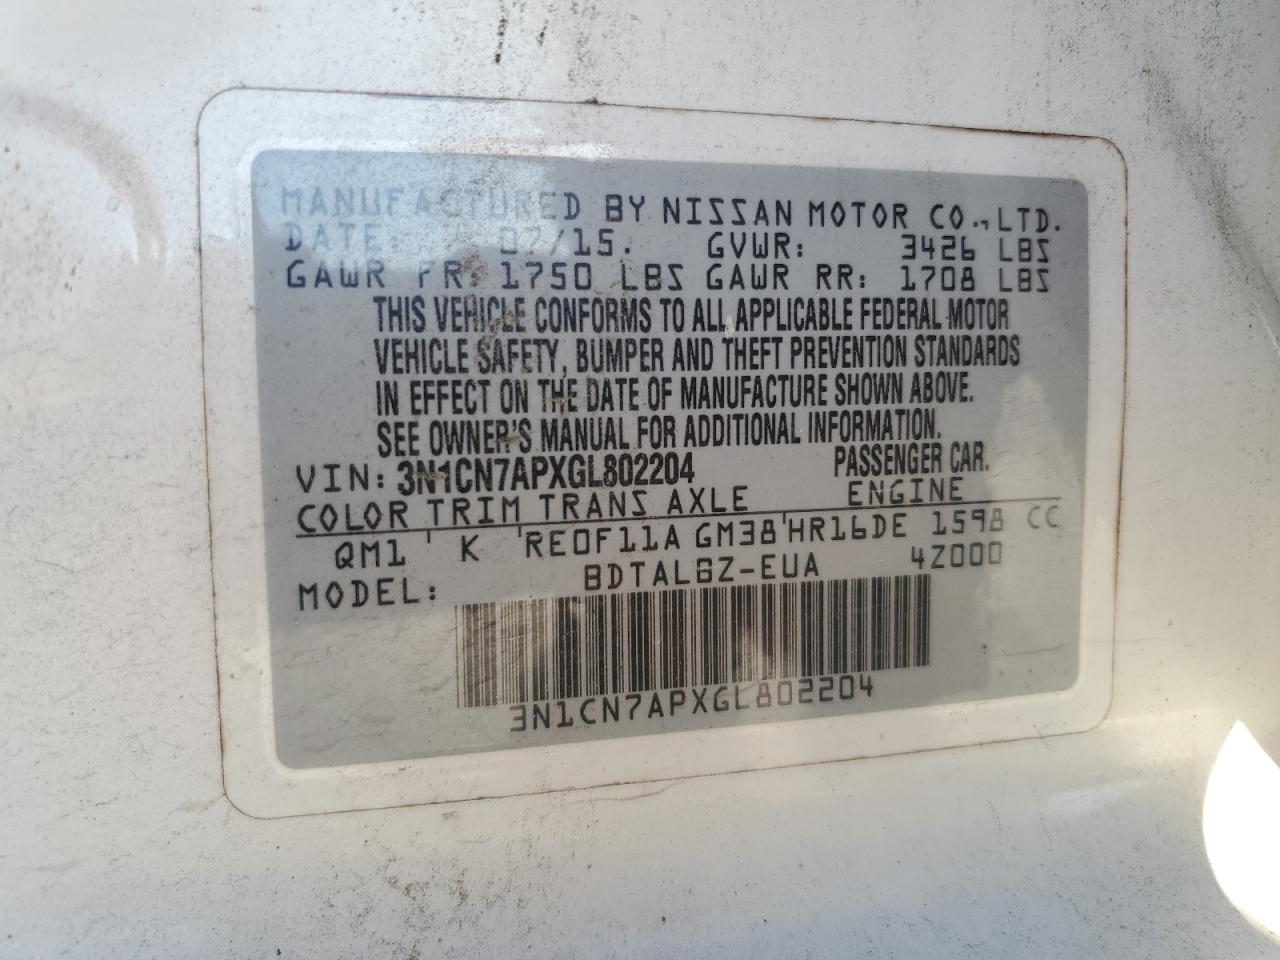 MANUFACTURED BY NISSAN MOTOR CO., LTD.
DATE: 07/15. GVWR: 3426 LBS
GAWR FR: 1750 LBS GAWR RR: 1708 LBS
THIS VEHICLE CONFORMS TO ALL APPLICABLE FEDERAL MOTOR
VEHICLE SAFETY, BUMPER AND THEFT PREVENTION STANDARDS
IN EFFECT ON THE DATE OF MANUFACTURE SHOWN ABOVE.
SEE OWNER'S MANUAL FOR ADDITIONAL INFORMATION.
VIN: 3N1CN7APXGL802204 PASSENGER CAR.
COLOR TRIM TRANS AXLE ENGINE
QM1 K RE0F11A GM38 HR16DE 1598 CC
MODEL: BDTALBZ-EUA 4Z000
3N1CN7APXGL802204